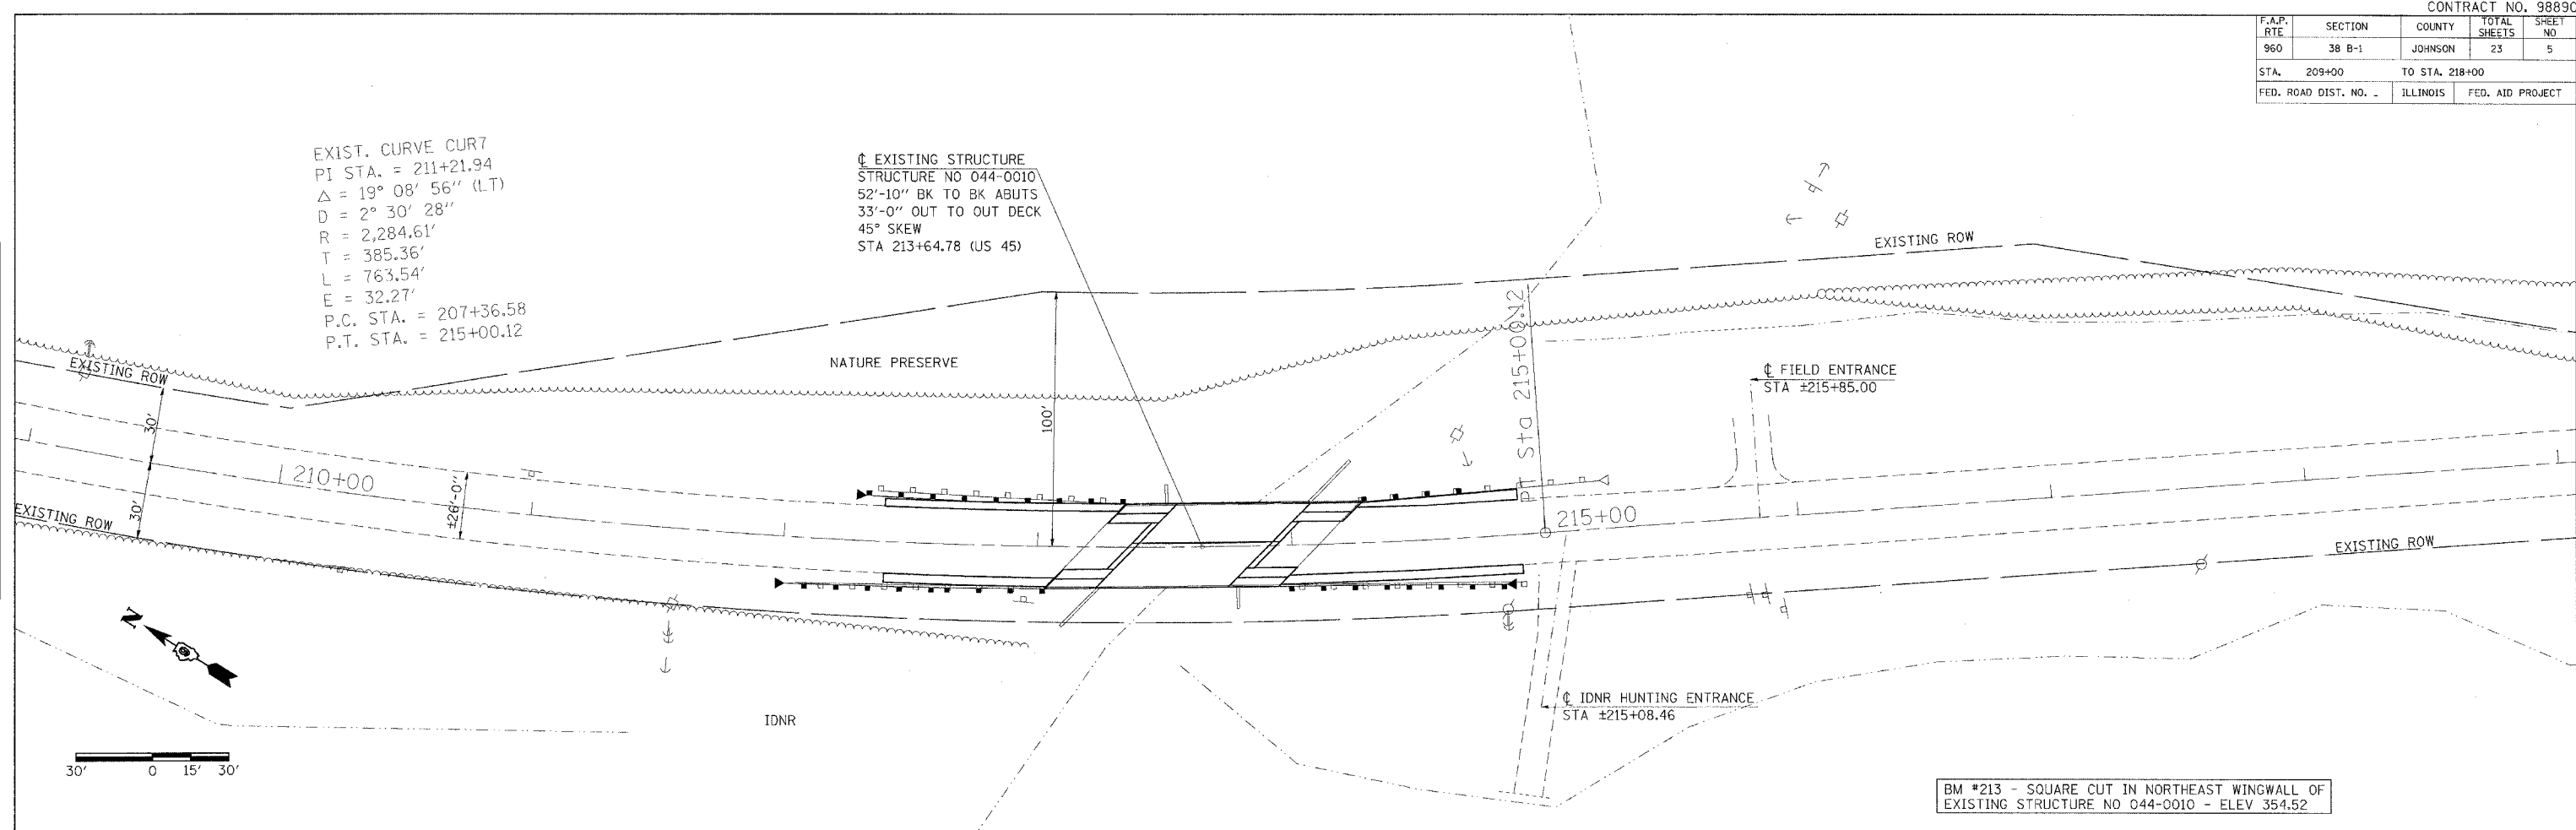 CONTRACT NO. 98890
F.A.P. RTE SECTION COUNTY TOTAL SHEETS SHEET NO
960 38 B-1 JOHNSON 23 5
STA. 209+00 TO STA. 218+00
FED. ROAD DIST. NO. _ ILLINOIS FED. AID PROJECT
EXIST. CURVE CUR7
PI STA. = 211+21.94
Δ = 19° 08' 56'' (LT)
D = 2° 30' 28''
R = 2,284.61'
T = 385.36'
L = 763.54'
E = 32.27'
P.C. STA. = 207+36.58
P.T. STA. = 215+00.12
℄ EXISTING STRUCTURE
STRUCTURE NO 044-0010
52'-10'' BK TO BK ABUTS
33'-0'' OUT TO OUT DECK
45° SKEW
STA 213+64.78 (US 45)
EXISTING ROW
NATURE PRESERVE
EXISTING ROW
℄ FIELD ENTRANCE
STA ±215+85.00
PT Sta 215+00.12
100'
30'
30'
210+00
±26'-0''
215+00
EXISTING ROW
EXISTING ROW
N
IDNR
℄ IDNR HUNTING ENTRANCE
STA ±215+08.46
30' 0 15' 30'
BM #213 - SQUARE CUT IN NORTHEAST WINGWALL OF
EXISTING STRUCTURE NO 044-0010 - ELEV 354.52